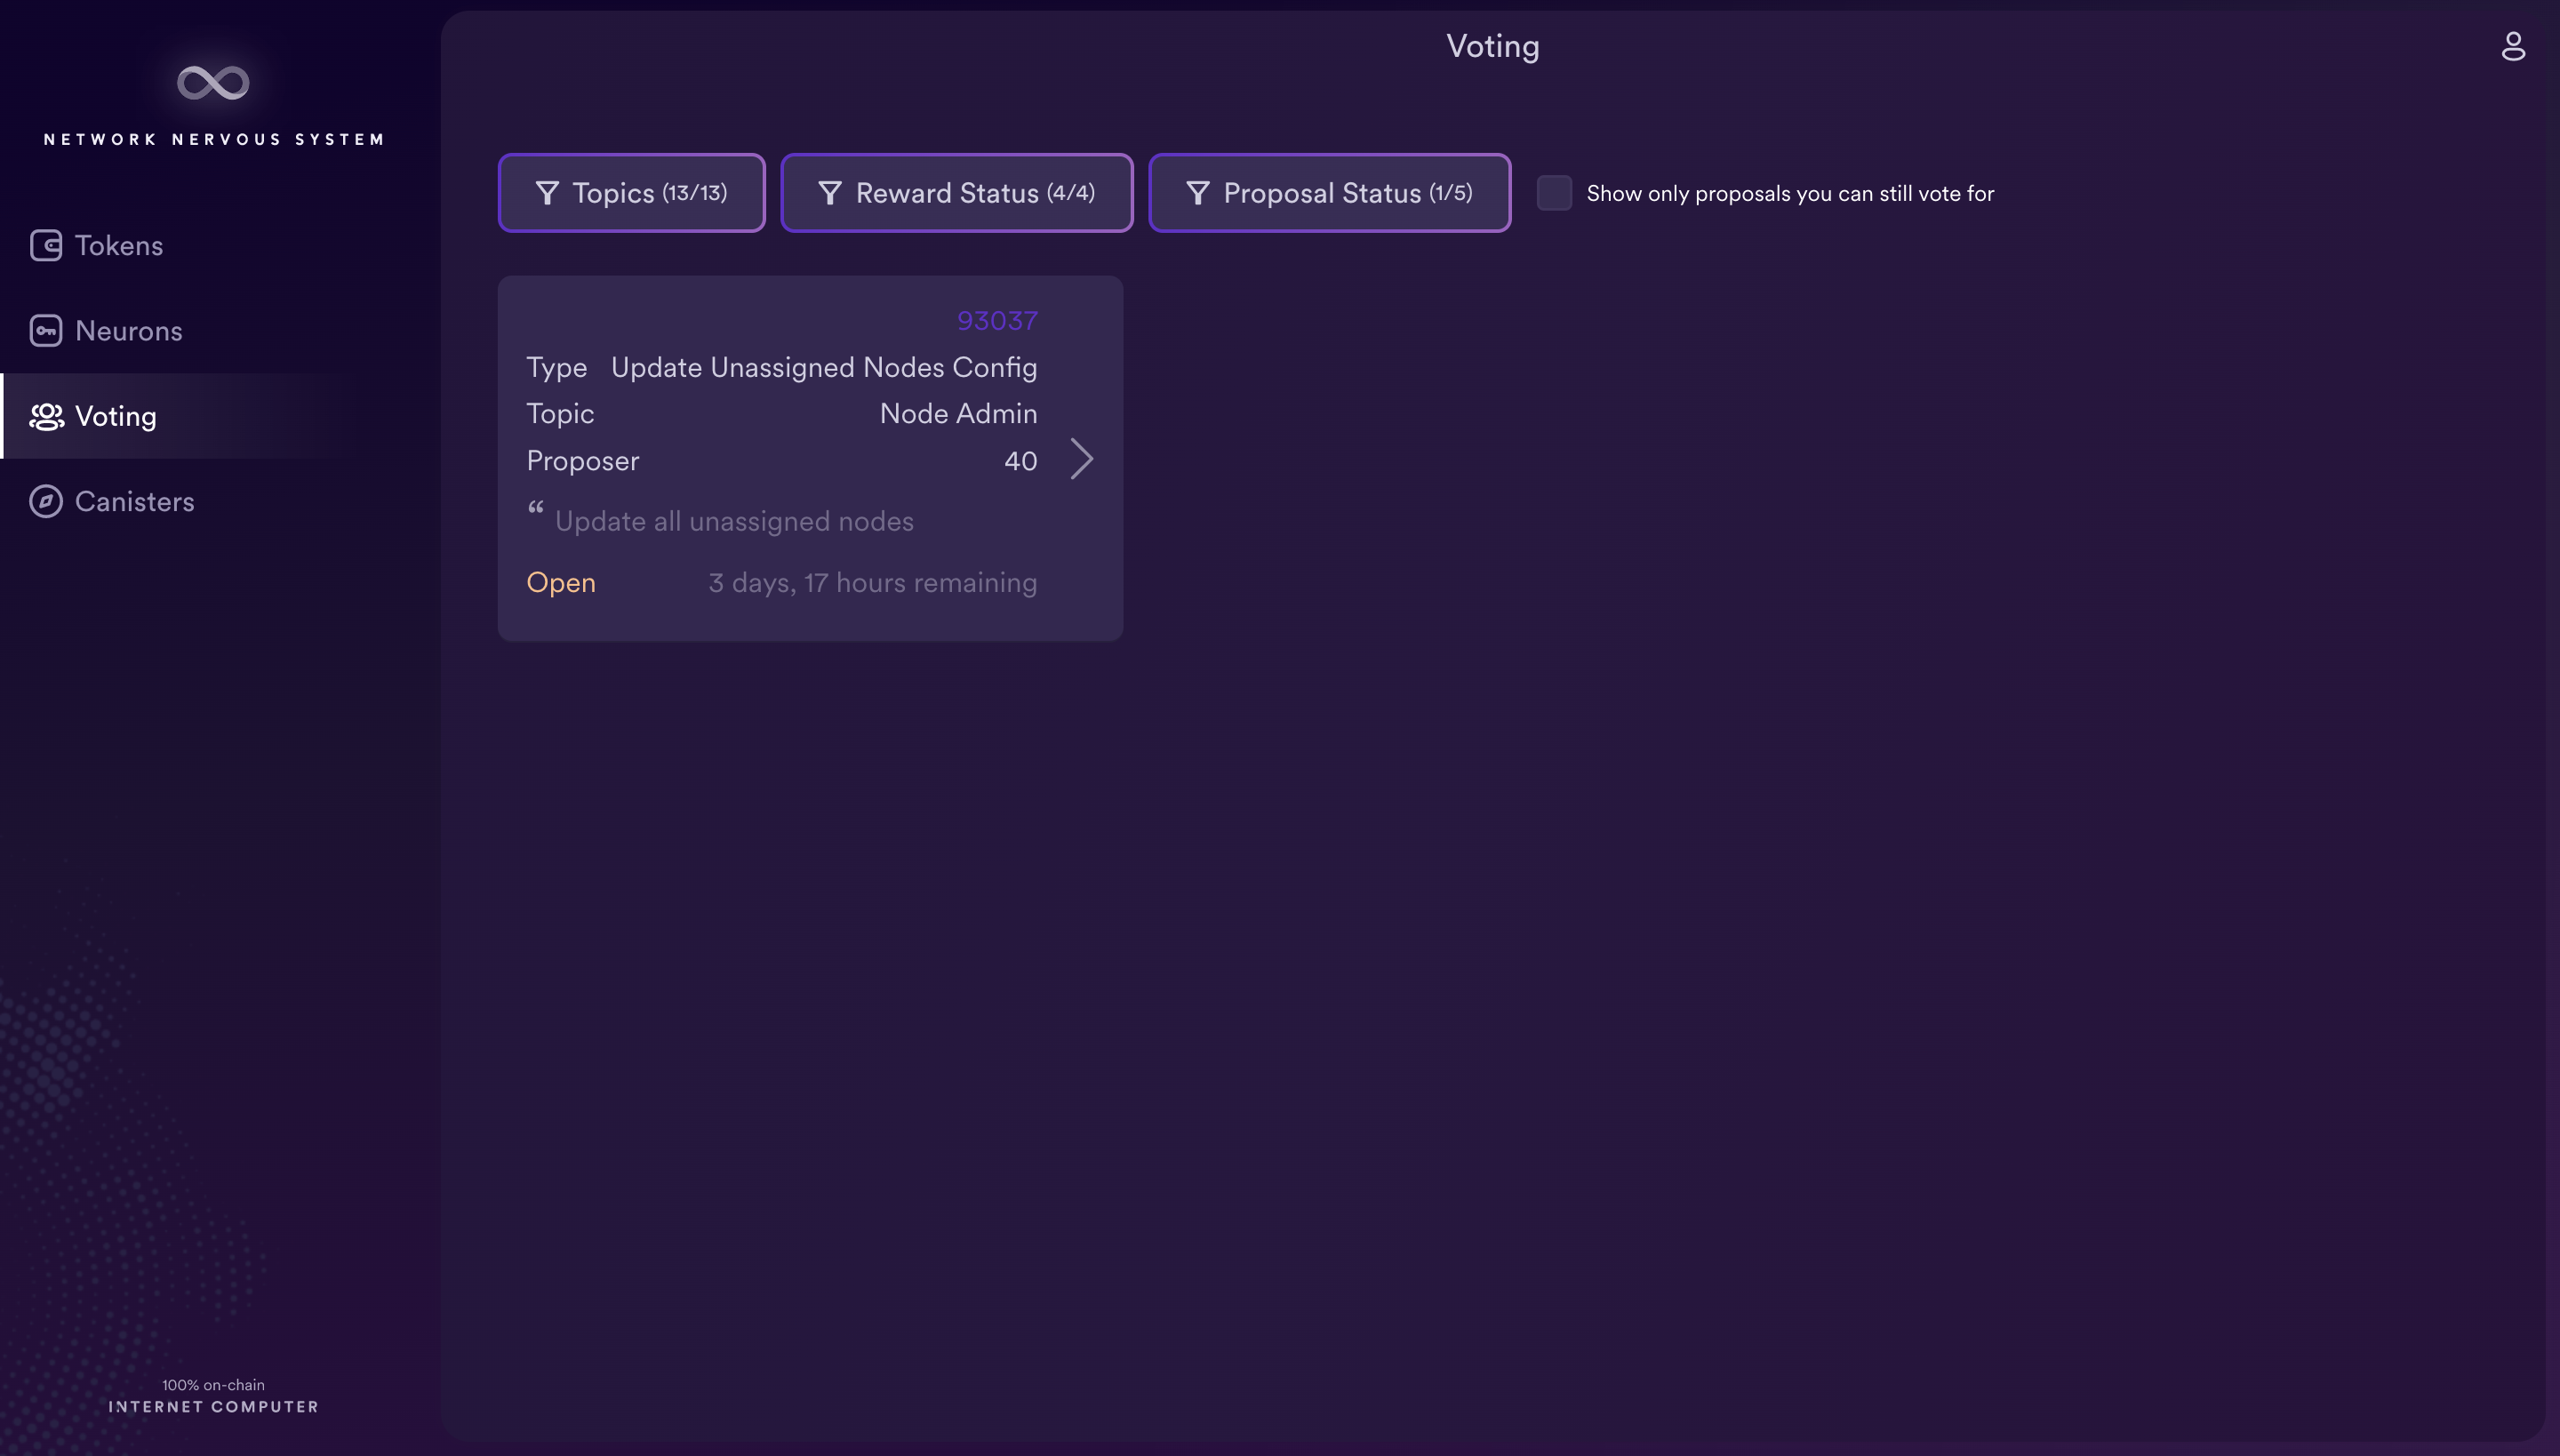 NETWORK NERVOUS SYSTEM
Tokens
Neurons
Voting
Canisters
100% on-chain
INTERNET COMPUTER
Voting
Topics (13/13)
Reward Status (4/4)
Proposal Status (1/5)
Show only proposals you can still vote for
93037
Type Update Unassigned Nodes Config
Topic Node Admin
Proposer 40
“ Update all unassigned nodes
Open 3 days, 17 hours remaining